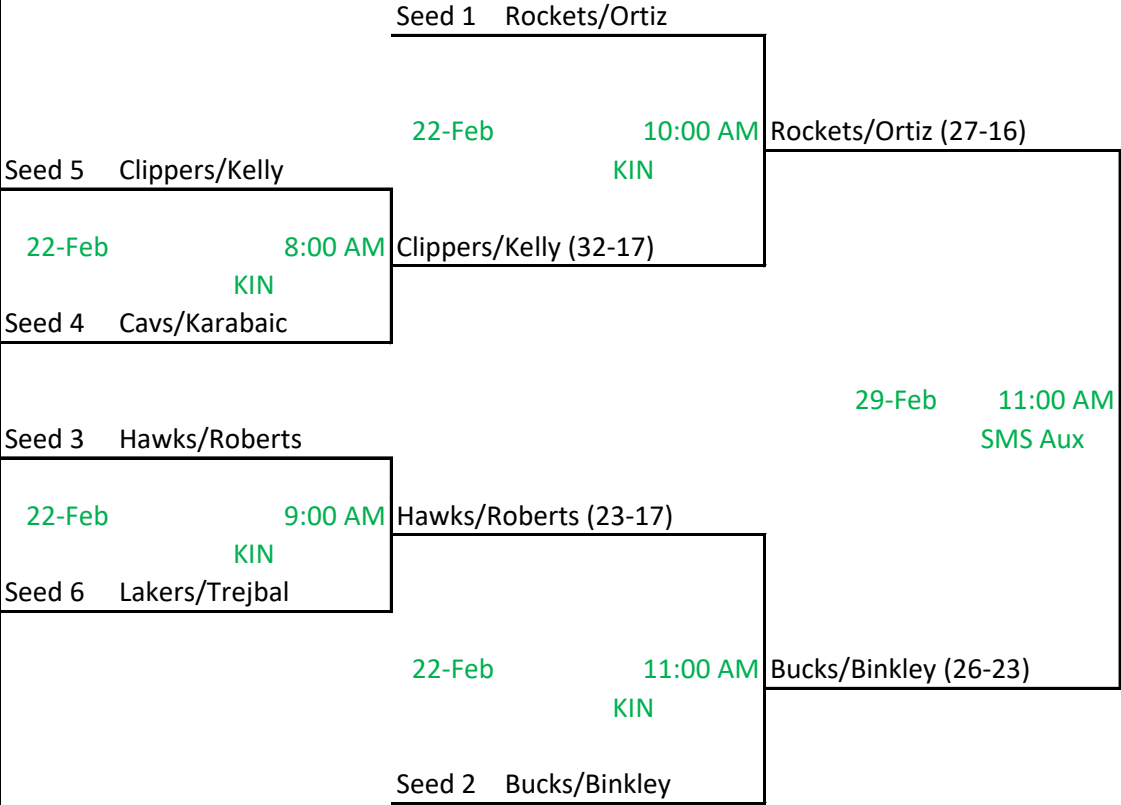 Seed 1 Rockets/Ortiz
22-Feb 10:00 AM Rockets/Ortiz (27-16)
Seed 5 Clippers/Kelly KIN
22-Feb 8:00 AM Clippers/Kelly (32-17)
KIN
Seed 4 Cavs/Karabaic
29-Feb 11:00 AM
Seed 3 Hawks/Roberts SMS Aux
22-Feb 9:00 AM Hawks/Roberts (23-17)
KIN
Seed 6 Lakers/Trejbal
22-Feb 11:00 AM Bucks/Binkley (26-23)
KIN
Seed 2 Bucks/Binkley